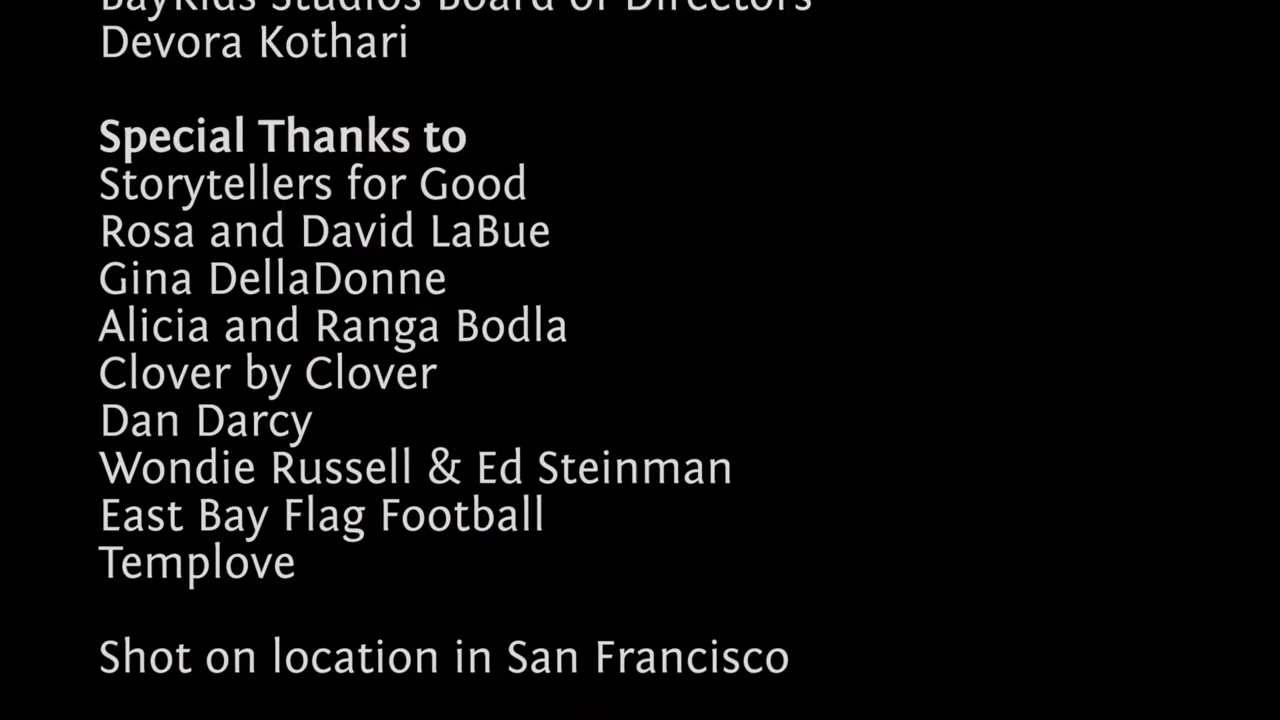 BayKids Studios Board of Directors
Devora Kothari
Special Thanks to
Storytellers for Good
Rosa and David LaBue
Gina DellaDonne
Alicia and Ranga Bodla
Clover by Clover
Dan Darcy
Wondie Russell & Ed Steinman
East Bay Flag Football
Templove
Shot on location in San Francisco